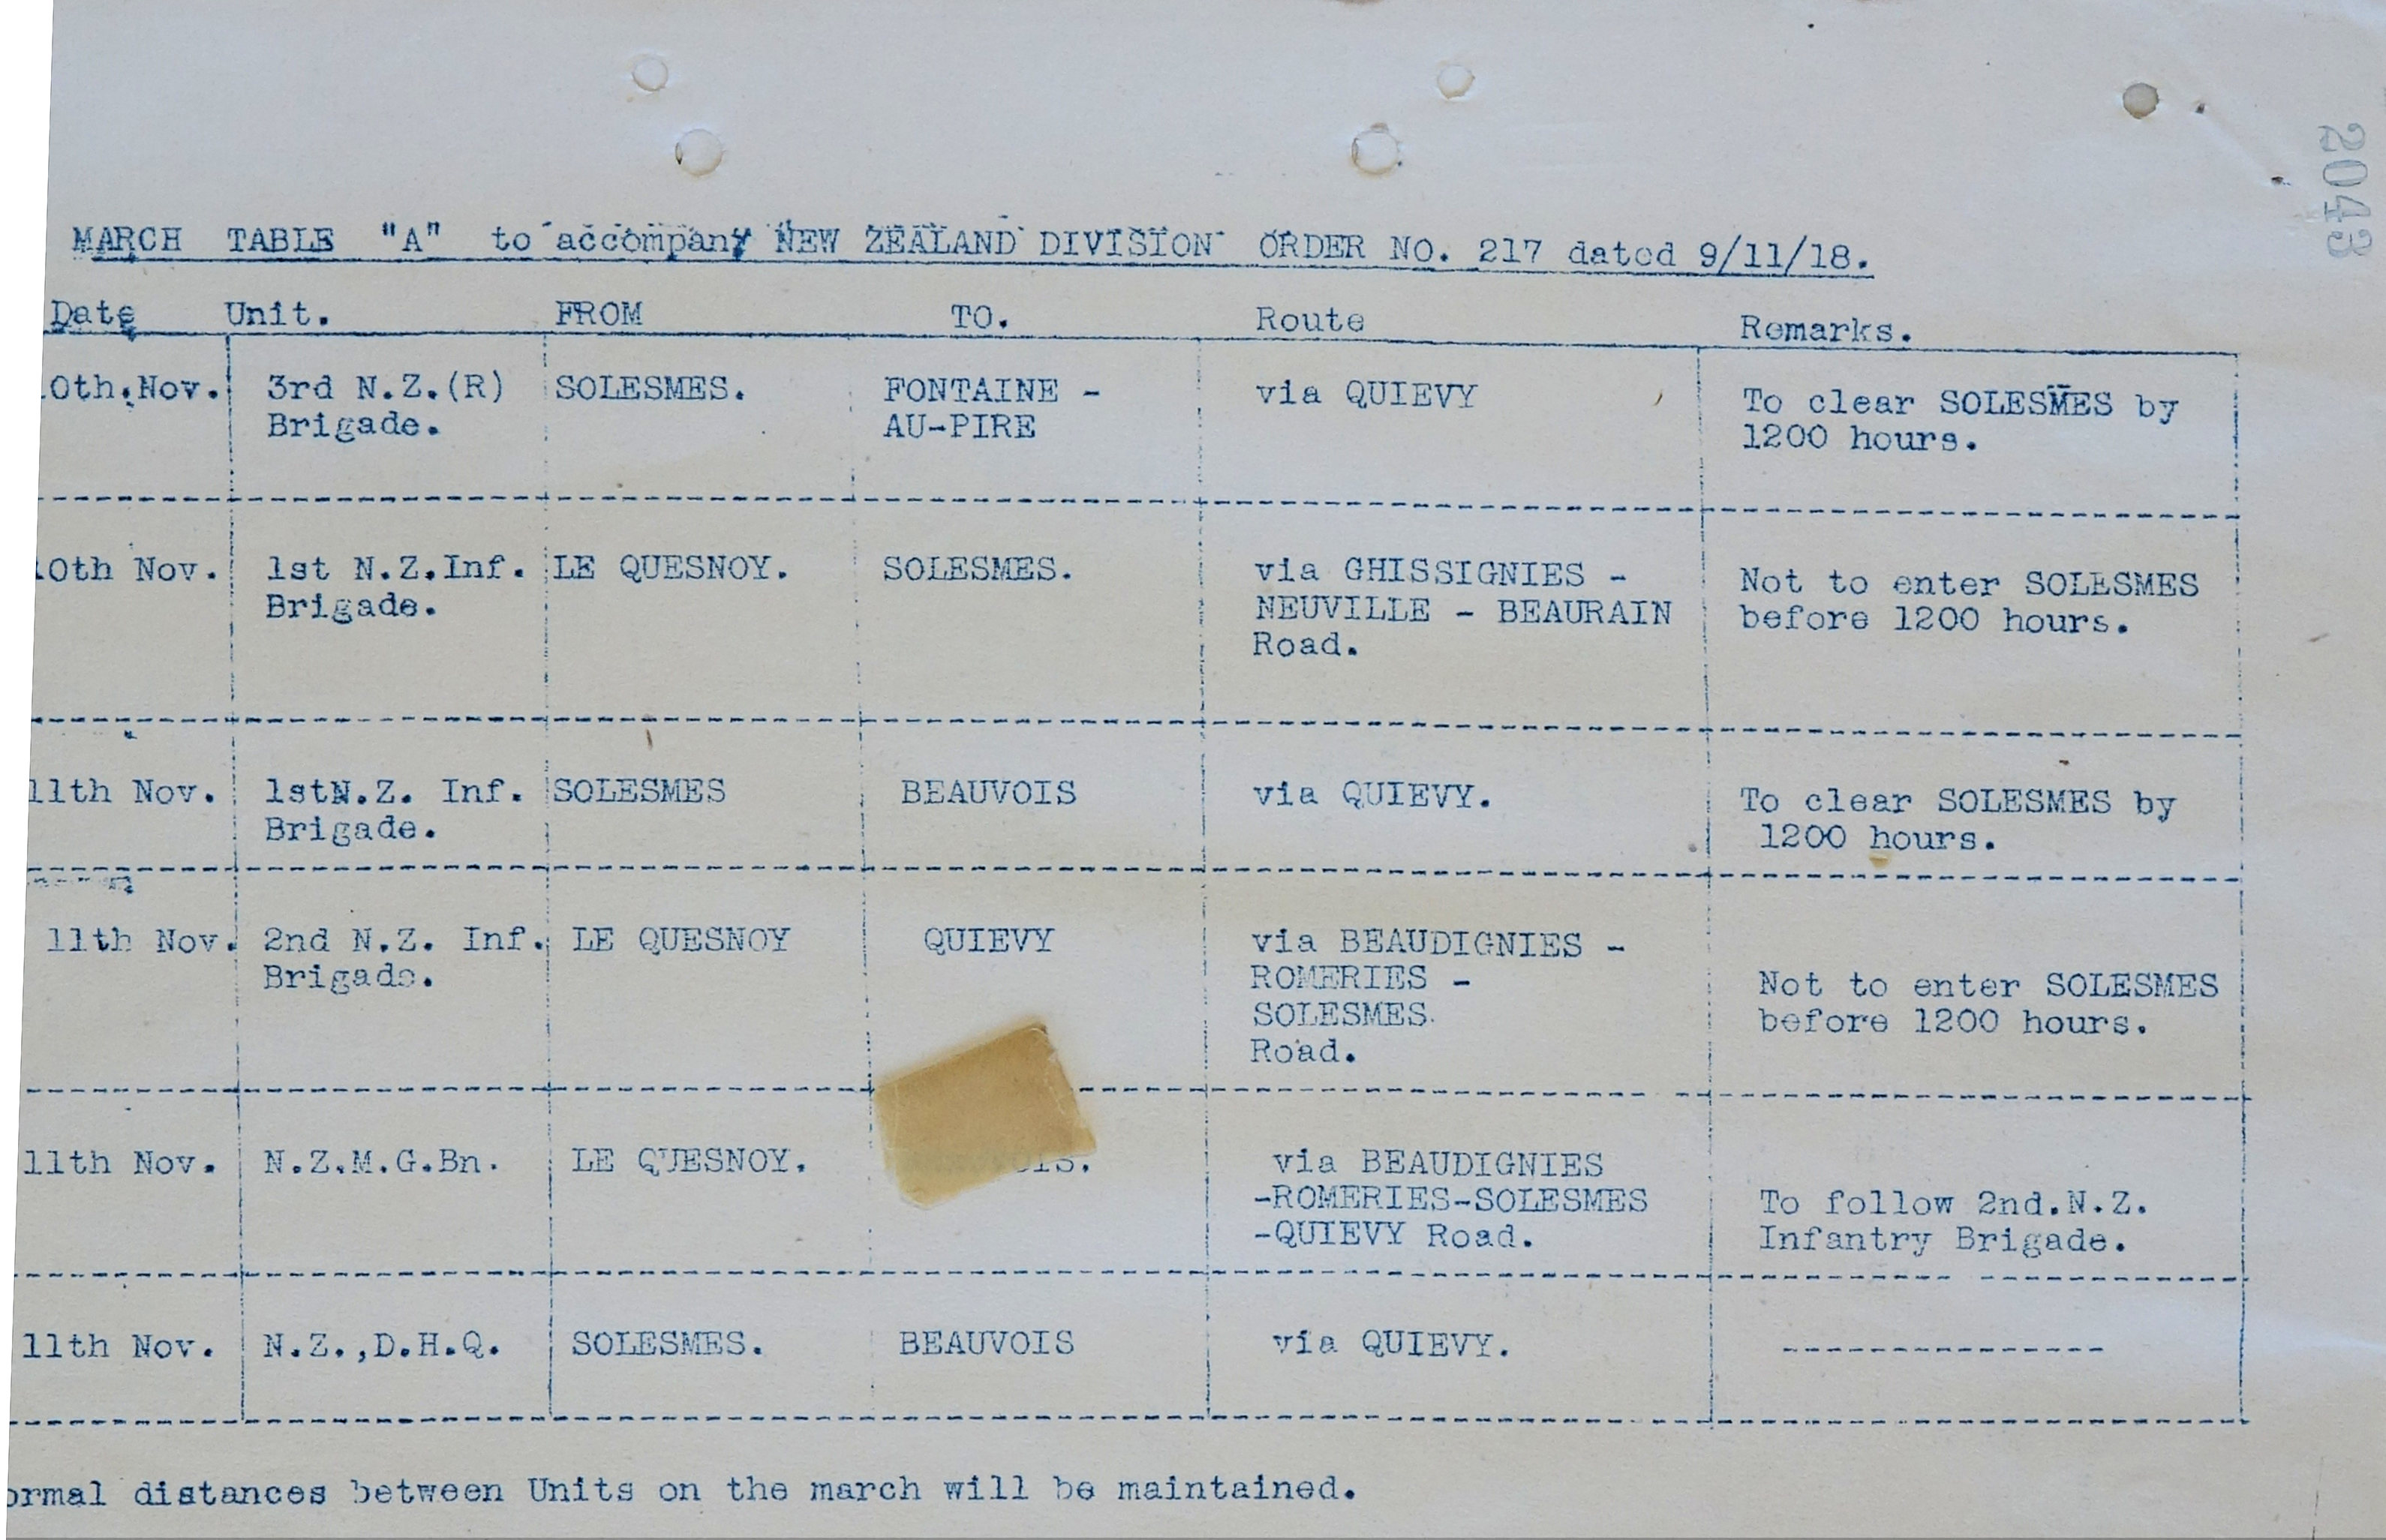 2043
MARCH TABLE "A" to accompany NEW ZEALAND DIVISION ORDER NO. 217 dated 9/11/18.
Date Unit. FROM TO. Route Remarks.
0th.Nov. 3rd N.Z.(R) SOLESMES. FONTAINE - via QUIEVY To clear SOLESMES by
Brigade. AU-PIRE 1200 hours.
10th Nov. 1st N.Z.Inf. LE QUESNOY. SOLESMES. via GHISSIGNIES - Not to enter SOLESMES
Brigade. NEUVILLE - BEAURAIN before 1200 hours.
Road.
11th Nov. 1stN.Z. Inf. SOLESMES BEAUVOIS via QUIEVY. To clear SOLESMES by
Brigade. 1200 hours.
11th Nov. 2nd N.Z. Inf. LE QUESNOY QUIEVY via BEAUDIGNIES -
Brigade. ROMERIES - Not to enter SOLESMES
SOLESMES. before 1200 hours.
Road.
11th Nov. N.Z.M.G.Bn. LE QUESNOY. IS. via BEAUDIGNIES
-ROMERIES-SOLESMES To follow 2nd.N.Z.
-QUIEVY Road. Infantry Brigade.
11th Nov. N.Z.,D.H.Q. SOLESMES. BEAUVOIS via QUIEVY. ---------------
ormal distances between Units on the march will be maintained.